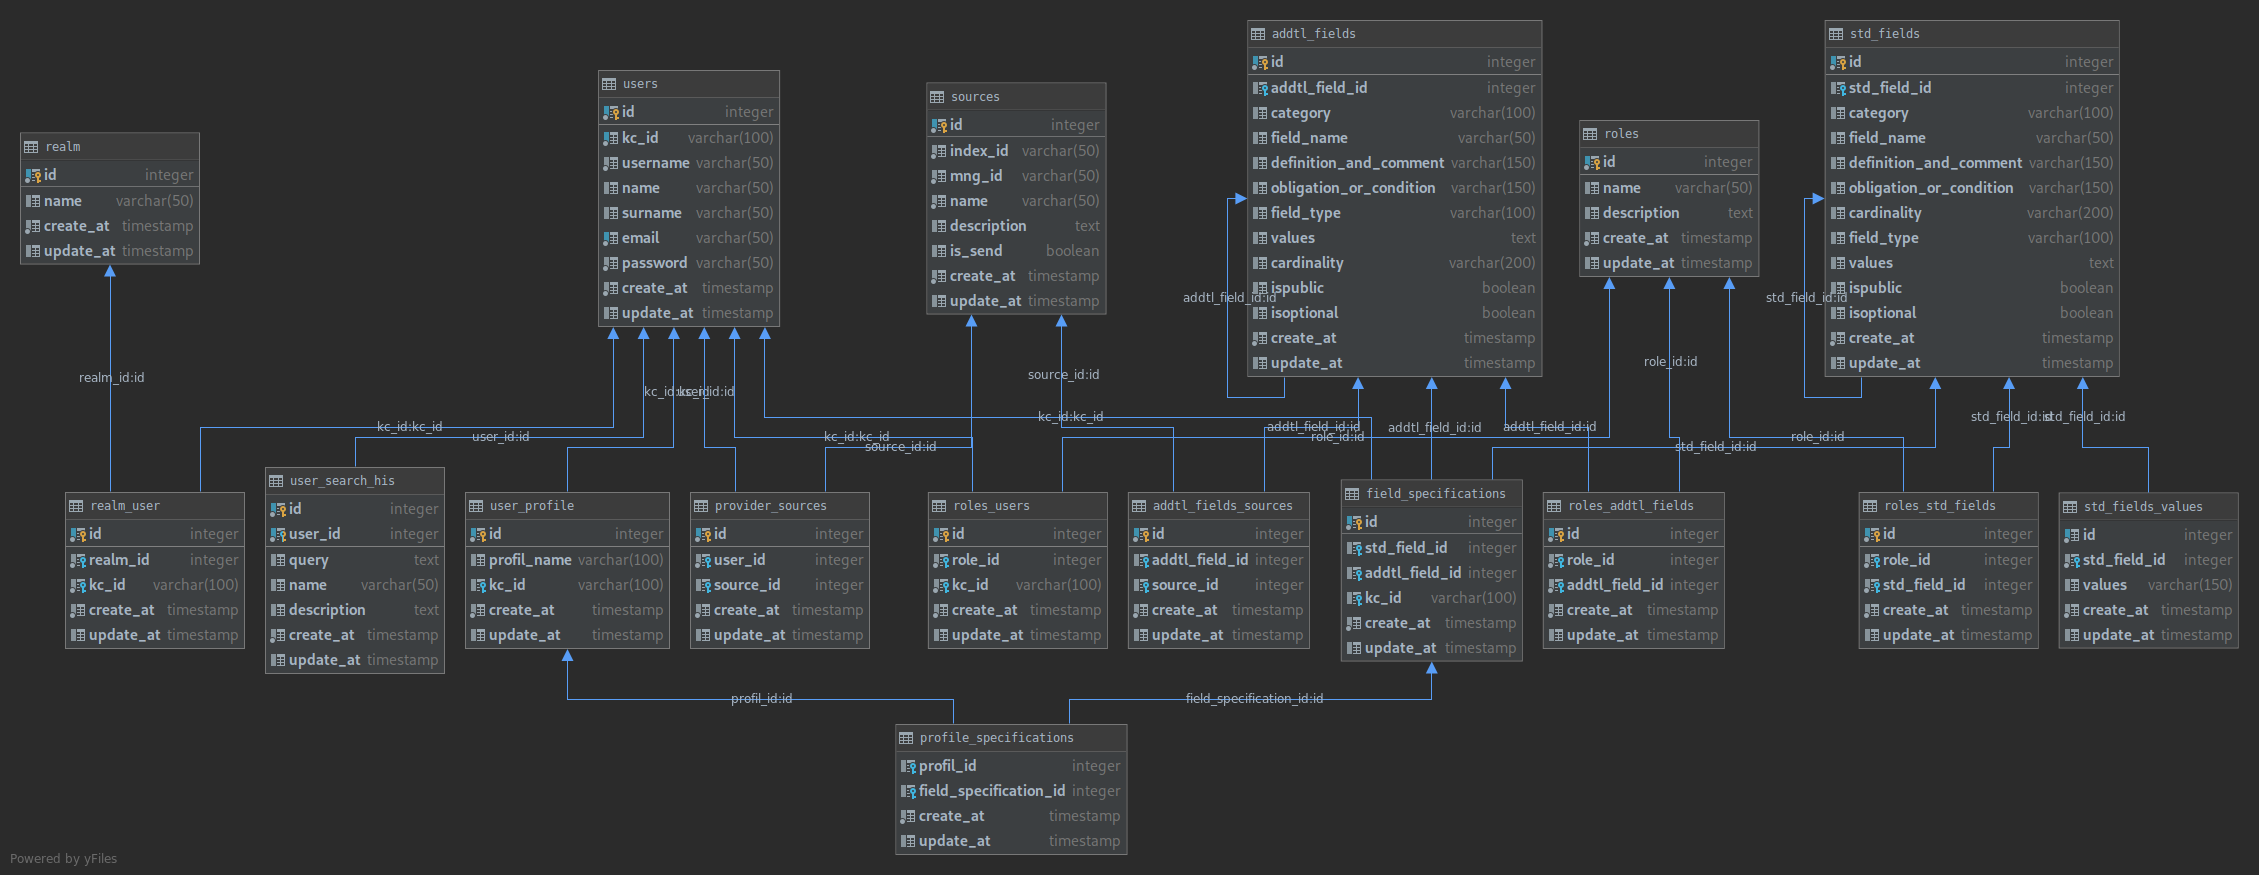 addtl_fields
id integer
addtl_field_id integer
category varchar(100)
field_name varchar(50)
definition_and_comment varchar(150)
obligation_or_condition varchar(150)
field_type varchar(100)
values text
cardinality varchar(200)
ispublic boolean
isoptional boolean
create_at timestamp
update_at timestamp
std_fields
id integer
std_field_id integer
category varchar(100)
field_name varchar(50)
definition_and_comment varchar(150)
obligation_or_condition varchar(150)
cardinality varchar(200)
field_type varchar(100)
values text
ispublic boolean
isoptional boolean
create_at timestamp
update_at timestamp
users
id integer
kc_id varchar(100)
username varchar(50)
name varchar(50)
surname varchar(50)
email varchar(50)
password varchar(50)
create_at timestamp
update_at timestamp
sources
id integer
index_id varchar(50)
mng_id varchar(50)
name varchar(50)
description text
is_send boolean
create_at timestamp
update_at timestamp
roles
id integer
name varchar(50)
description text
create_at timestamp
update_at timestamp
realm
id integer
name varchar(50)
create_at timestamp
update_at timestamp
addtl_field_id:id
std_field_id:id
role_id:id
realm_id:id
source_id:id
kc_id:kc_id
user_id:id
kc_id:kc_id
user_id:id
kc_id:kc_id
source_id:id
kc_id:kc_id
addtl_field_id:id
role_id:id
addtl_field_id:id
addtl_field_id:id
std_field_id:id
role_id:id
std_field_id:id
std_field_id:id
realm_user
id integer
realm_id integer
kc_id varchar(100)
create_at timestamp
update_at timestamp
user_search_his
id integer
user_id integer
query text
name varchar(50)
description text
create_at timestamp
update_at timestamp
user_profile
id integer
profil_name varchar(100)
kc_id varchar(100)
create_at timestamp
update_at timestamp
provider_sources
id integer
user_id integer
source_id integer
create_at timestamp
update_at timestamp
roles_users
id integer
role_id integer
kc_id varchar(100)
create_at timestamp
update_at timestamp
addtl_fields_sources
id integer
addtl_field_id integer
source_id integer
create_at timestamp
update_at timestamp
field_specifications
id integer
std_field_id integer
addtl_field_id integer
kc_id varchar(100)
create_at timestamp
update_at timestamp
roles_addtl_fields
id integer
role_id integer
addtl_field_id integer
create_at timestamp
update_at timestamp
roles_std_fields
id integer
role_id integer
std_field_id integer
create_at timestamp
update_at timestamp
std_fields_values
id integer
std_field_id integer
values varchar(150)
create_at timestamp
update_at timestamp
profil_id:id
field_specification_id:id
profile_specifications
profil_id integer
field_specification_id integer
create_at timestamp
update_at timestamp
Powered by yFiles